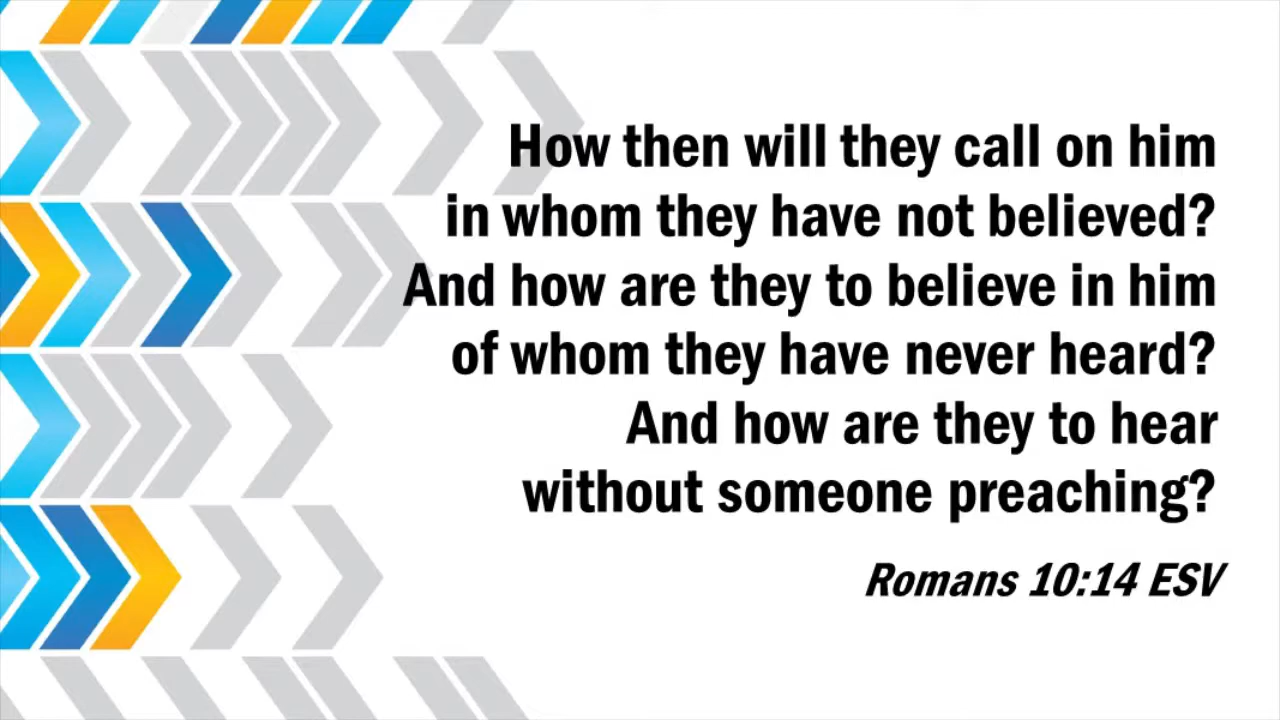 How then will they call on him
in whom they have not believed?
And how are they to believe in him
of whom they have never heard?
And how are they to hear
without someone preaching?
Romans 10:14 ESV